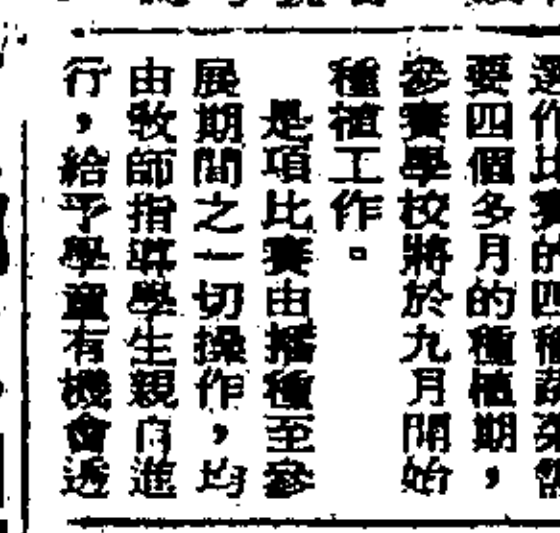 選作比賽的四種蔬菜皆
要四個多月的種植期，
參賽學校將於九月開始
種植工作。
是項比賽由播種至參
展期間之一切操作，均
由敎師指導學生親自進
行，給予學童有機會透